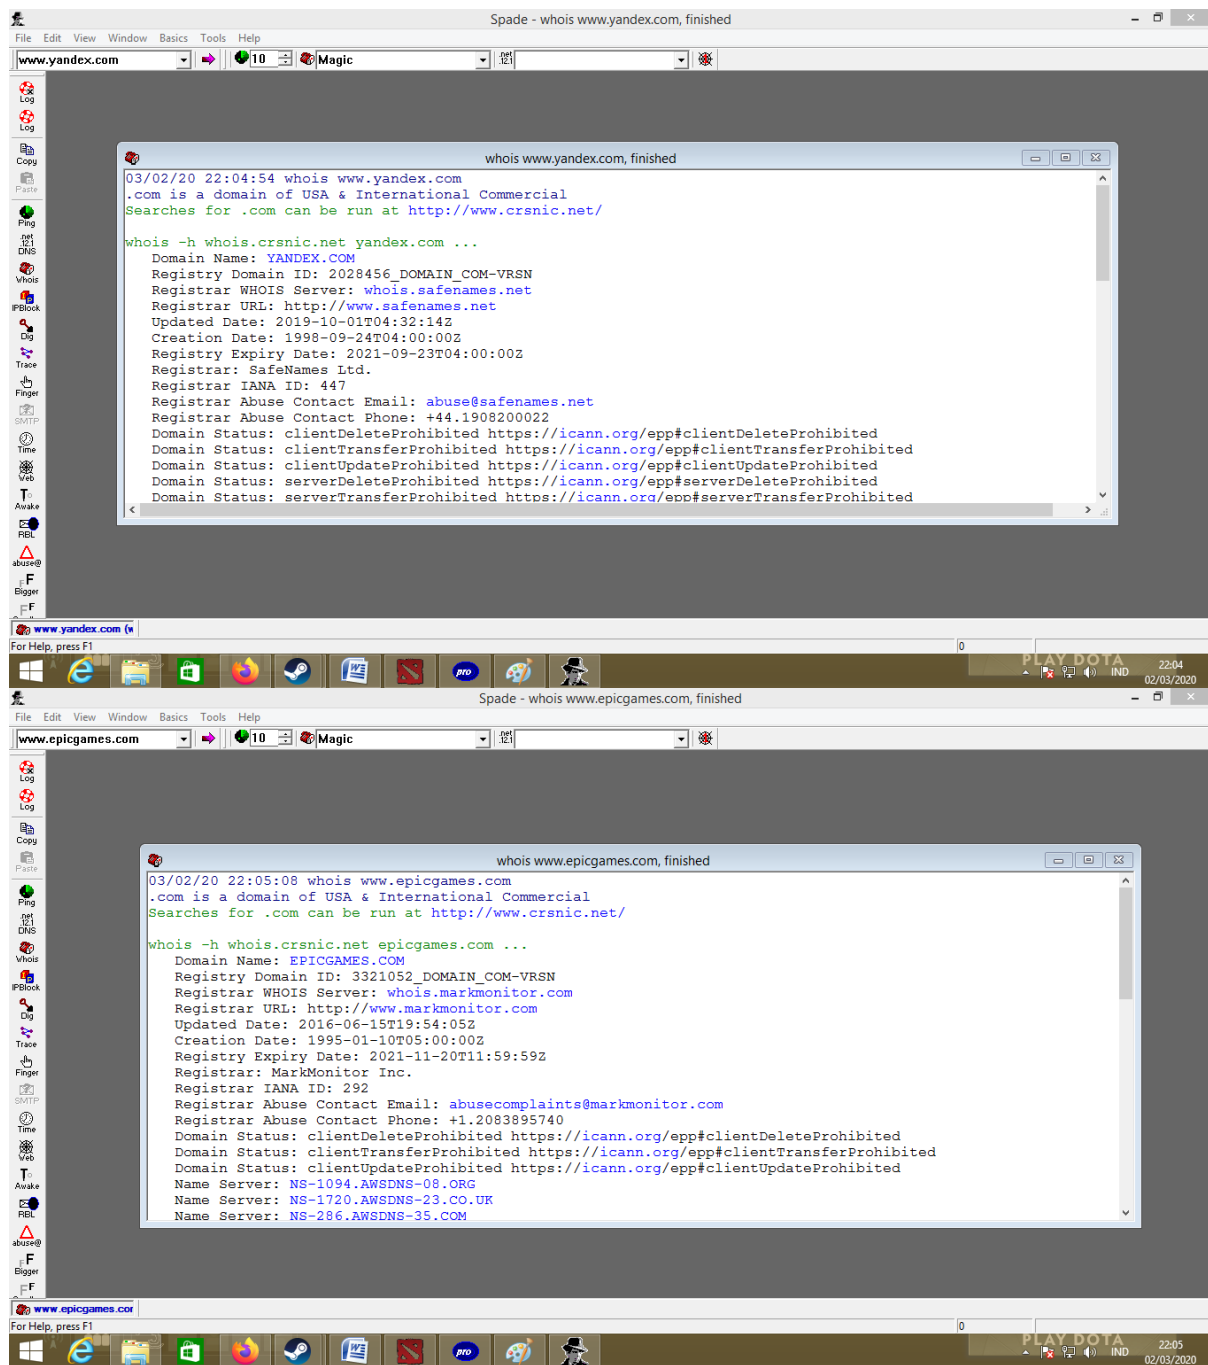 Spade - whois www.yandex.com, finished
File Edit View Window Basics Tools Help
www.yandex.com 10 Magic .net 12.1
Log
Log
Copy
Paste
Ping
.net 12.1 DNS
Whois
IPBlock
Dig
Trace
Finger
SMTP
Time
Web
Awake
RBL
abuse@
Bigger
whois www.yandex.com, finished
03/02/20 22:04:54 whois www.yandex.com
.com is a domain of USA & International Commercial
Searches for .com can be run at http://www.crsnic.net/
whois -h whois.crsnic.net yandex.com ...
Domain Name: YANDEX.COM
Registry Domain ID: 2028456_DOMAIN_COM-VRSN
Registrar WHOIS Server: whois.safenames.net
Registrar URL: http://www.safenames.net
Updated Date: 2019-10-01T04:32:14Z
Creation Date: 1998-09-24T04:00:00Z
Registry Expiry Date: 2021-09-23T04:00:00Z
Registrar: SafeNames Ltd.
Registrar IANA ID: 447
Registrar Abuse Contact Email: abuse@safenames.net
Registrar Abuse Contact Phone: +44.1908200022
Domain Status: clientDeleteProhibited https://icann.org/epp#clientDeleteProhibited
Domain Status: clientTransferProhibited https://icann.org/epp#clientTransferProhibited
Domain Status: clientUpdateProhibited https://icann.org/epp#clientUpdateProhibited
Domain Status: serverDeleteProhibited https://icann.org/epp#serverDeleteProhibited
Domain Status: serverTransferProhibited https://icann.org/epp#serverTransferProhibited
www.yandex.com (w
For Help, press F1
0
PLAY DOTA
pro
IND
22:04
02/03/2020
Spade - whois www.epicgames.com, finished
File Edit View Window Basics Tools Help
www.epicgames.com 10 Magic .net 12.1
Log
Log
Copy
Paste
Ping
.net 12.1 DNS
Whois
IPBlock
Dig
Trace
Finger
SMTP
Time
Web
Awake
RBL
abuse@
Bigger
whois www.epicgames.com, finished
03/02/20 22:05:08 whois www.epicgames.com
.com is a domain of USA & International Commercial
Searches for .com can be run at http://www.crsnic.net/
whois -h whois.crsnic.net epicgames.com ...
Domain Name: EPICGAMES.COM
Registry Domain ID: 3321052_DOMAIN_COM-VRSN
Registrar WHOIS Server: whois.markmonitor.com
Registrar URL: http://www.markmonitor.com
Updated Date: 2016-06-15T19:54:05Z
Creation Date: 1995-01-10T05:00:00Z
Registry Expiry Date: 2021-11-20T11:59:59Z
Registrar: MarkMonitor Inc.
Registrar IANA ID: 292
Registrar Abuse Contact Email: abusecomplaints@markmonitor.com
Registrar Abuse Contact Phone: +1.2083895740
Domain Status: clientDeleteProhibited https://icann.org/epp#clientDeleteProhibited
Domain Status: clientTransferProhibited https://icann.org/epp#clientTransferProhibited
Domain Status: clientUpdateProhibited https://icann.org/epp#clientUpdateProhibited
Name Server: NS-1094.AWSDNS-08.ORG
Name Server: NS-1720.AWSDNS-23.CO.UK
Name Server: NS-286.AWSDNS-35.COM
www.epicgames.cor
For Help, press F1
0
PLAY DOTA
pro
IND
22:05
02/03/2020